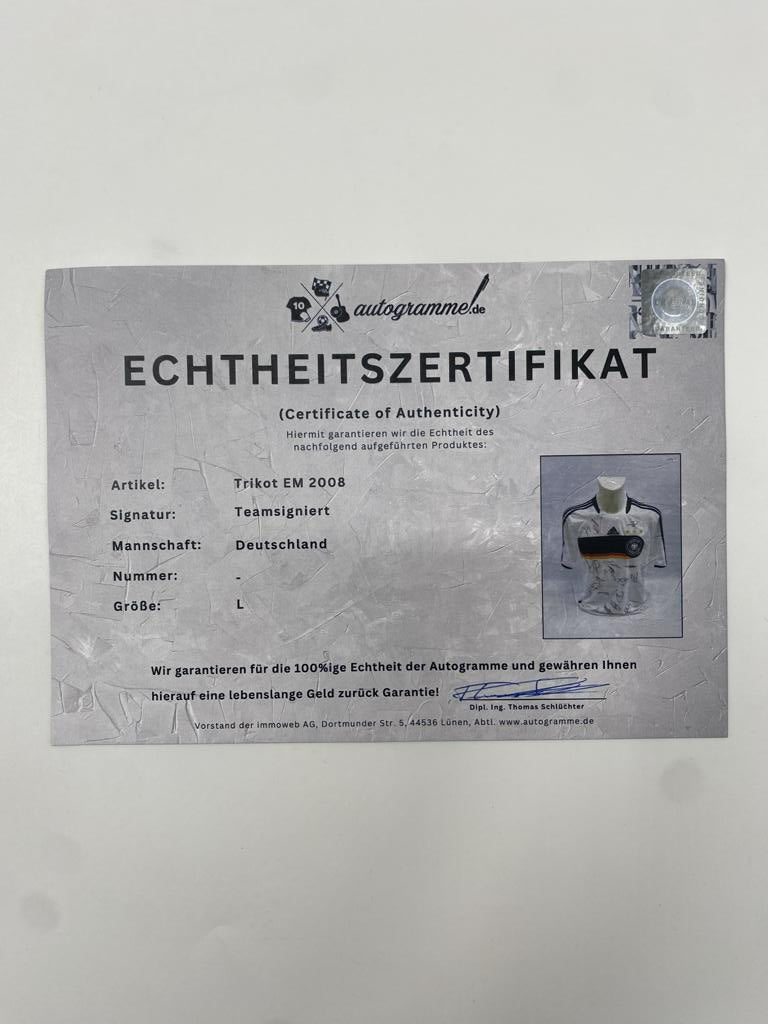 10
autogramme.de
ECHTHEITSZERTIFIKAT
(Certificate of Authenticity)
Hiermit garantieren wir die Echtheit des
nachfolgend aufgeführten Produktes:
Artikel: Trikot EM 2008
Signatur: Teamsigniert
Mannschaft: Deutschland
Nummer: -
Größe: L
Wir garantieren für die 100%ige Echtheit der Autogramme und gewähren Ihnen
hierauf eine lebenslange Geld zurück Garantie!
Dipl. Ing. Thomas Schlüchter
Vorstand der immoweb AG, Dortmunder Str. 5, 44536 Lünen, Abtl. www.autogramme.de